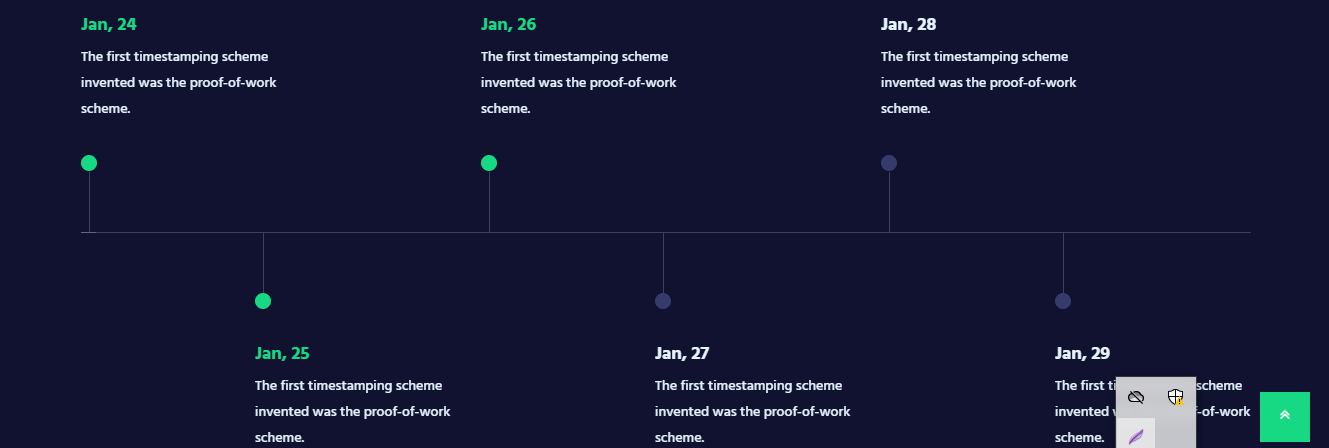 Jan, 24
The first timestamping scheme
invented was the proof-of-work
scheme.
Jan, 26
The first timestamping scheme
invented was the proof-of-work
scheme.
Jan, 28
The first timestamping scheme
invented was the proof-of-work
scheme.
Jan, 25
The first timestamping scheme
invented was the proof-of-work
scheme.
Jan, 27
The first timestamping scheme
invented was the proof-of-work
scheme.
Jan, 29
The first scheme
invented -of-work
scheme.